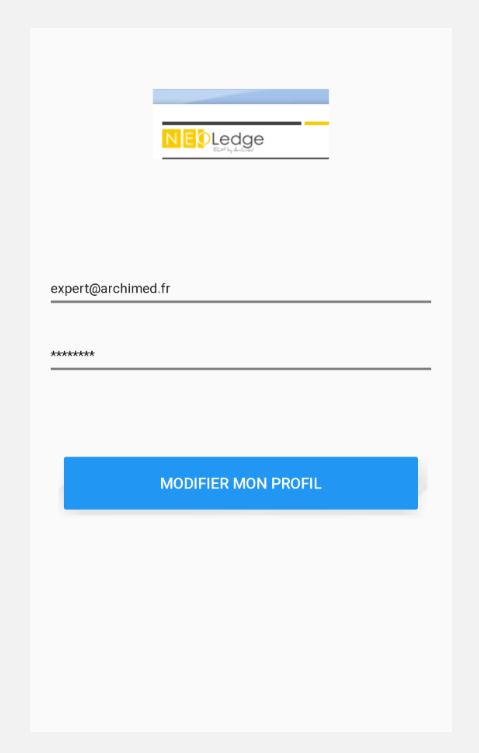 NEOLedge
expert@archimed.fr
********
MODIFIER MON PROFIL